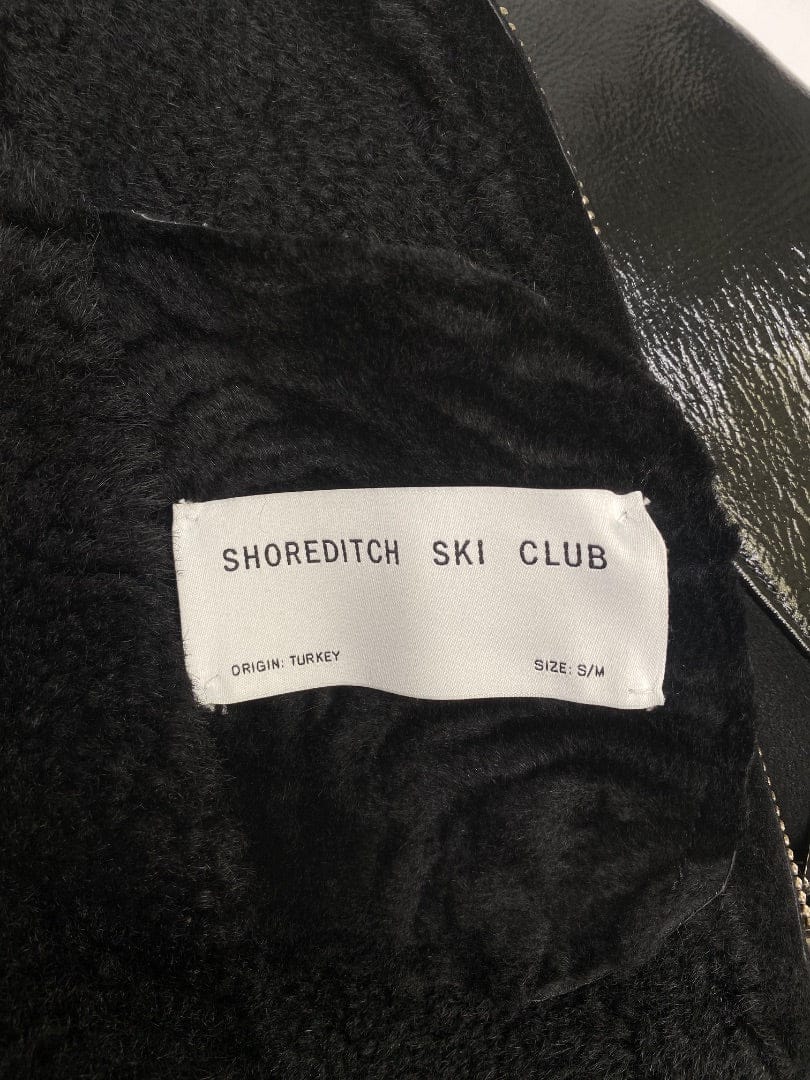 SHOREDITCH SKI CLUB
ORIGIN: TURKEY SIZE: S/M